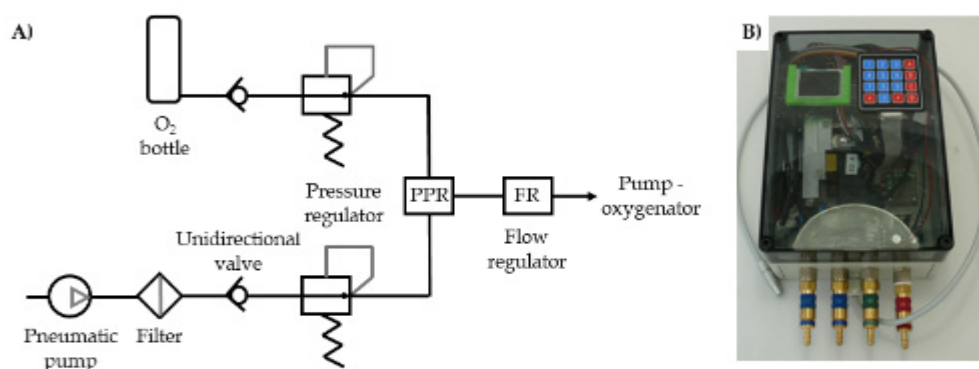 A)
B)
O2
bottle
Pressure
regulator
PPR
FR
Pump -
oxygenator
Flow
regulator
Unidirectional
valve
Pneumatic
pump
Filter